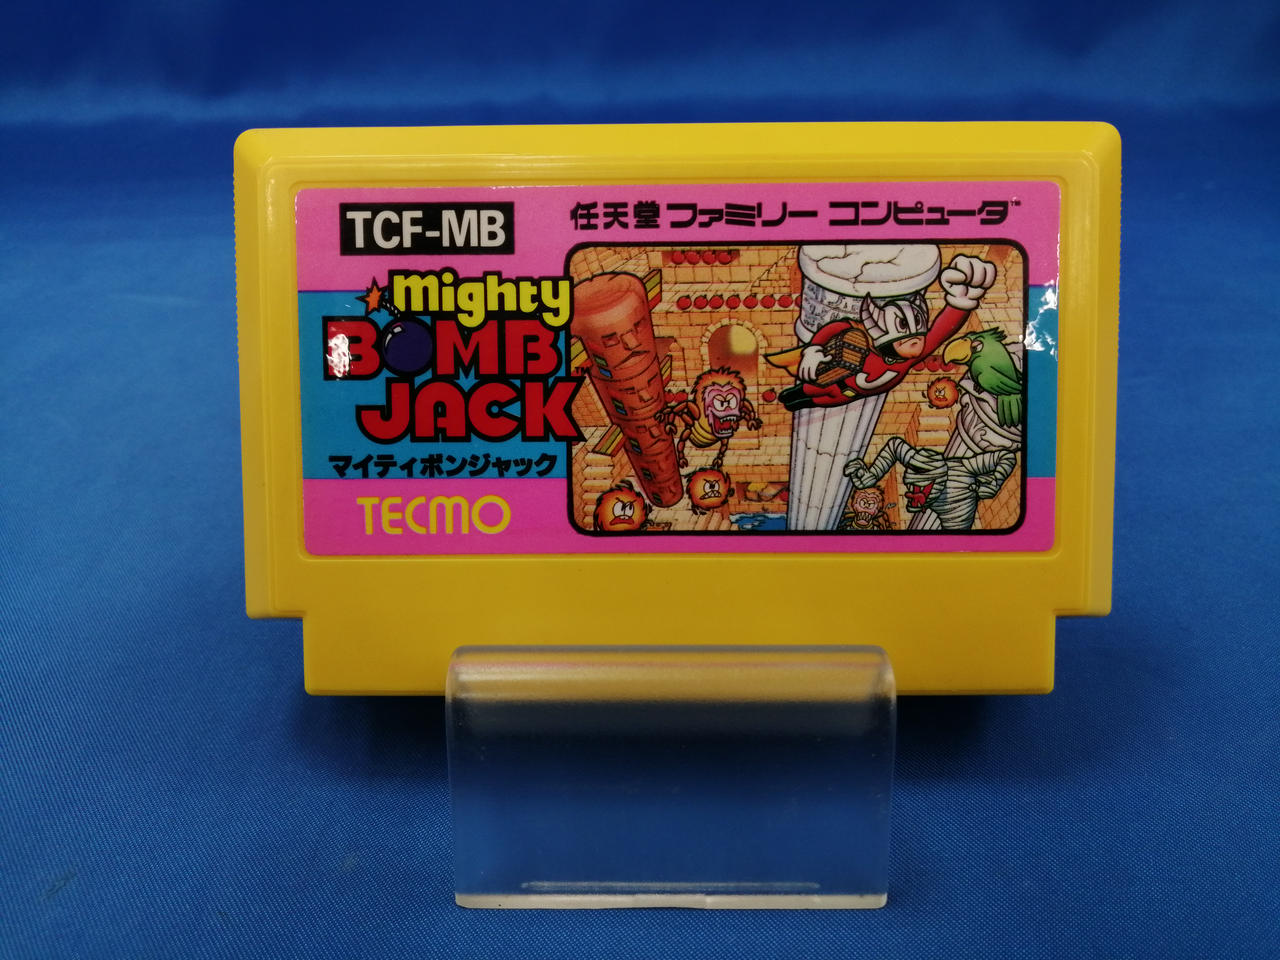 TCF-MB
任天堂 ファミリー コンピュータ™
mighty
BOMB
JACK™
マイティボンジャック
TECMO